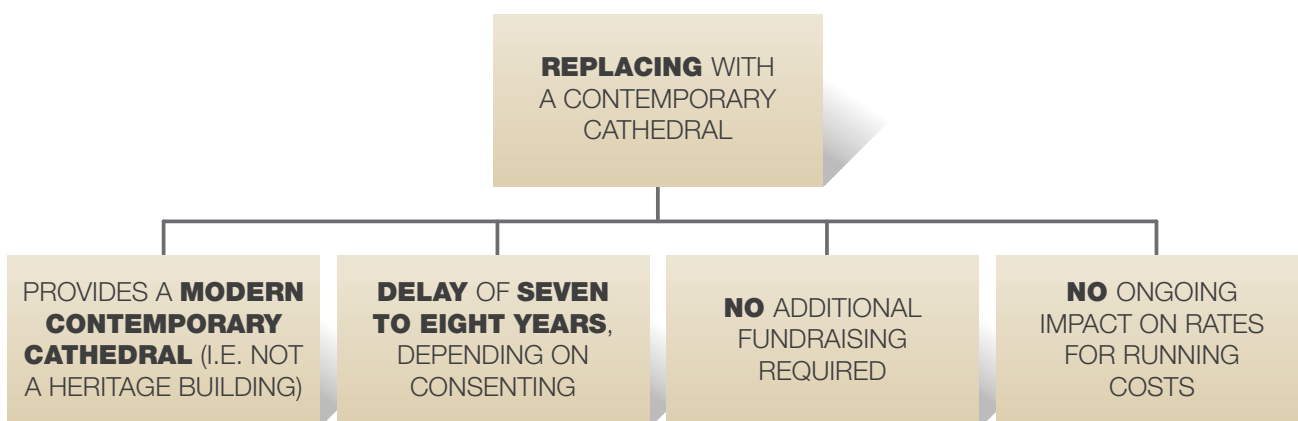 REPLACING WITH
A CONTEMPORARY
CATHEDRAL
PROVIDES A MODERN
CONTEMPORARY
CATHEDRAL (I.E. NOT
A HERITAGE BUILDING)
DELAY OF SEVEN
TO EIGHT YEARS,
DEPENDING ON
CONSENTING
NO ADDITIONAL
FUNDRAISING
REQUIRED
NO ONGOING
IMPACT ON RATES
FOR RUNNING
COSTS